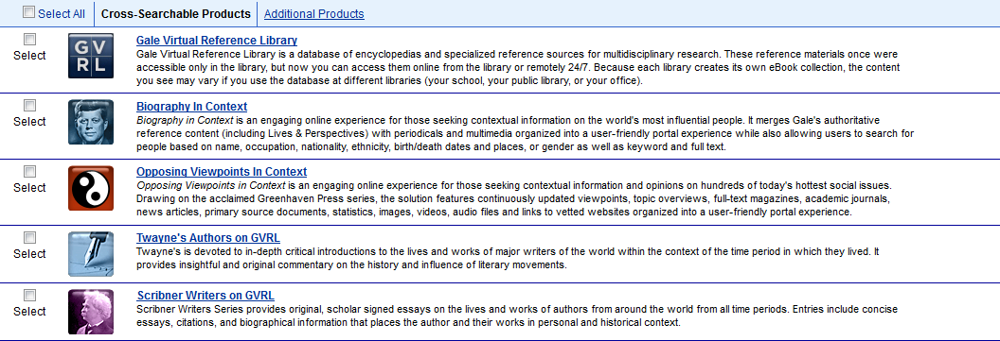 Select All Cross-Searchable Products Additional Products
Select
GV
RL
Gale Virtual Reference Library
Gale Virtual Reference Library is a database of encyclopedias and specialized reference sources for multidisciplinary research. These reference materials once were
accessible only in the library, but now you can access them online from the library or remotely 24/7. Because each library creates its own eBook collection, the content
you see may vary if you use the database at different libraries (your school, your public library, or your office).
Select
Biography In Context
Biography in Context is an engaging online experience for those seeking contextual information on the world's most influential people. It merges Gale's authoritative
reference content (including Lives & Perspectives) with periodicals and multimedia organized into a user-friendly portal experience while also allowing users to search for
people based on name, occupation, nationality, ethnicity, birth/death dates and places, or gender as well as keyword and full text.
Select
Opposing Viewpoints In Context
Opposing Viewpoints in Context is an engaging online experience for those seeking contextual information and opinions on hundreds of today's hottest social issues.
Drawing on the acclaimed Greenhaven Press series, the solution features continuously updated viewpoints, topic overviews, full-text magazines, academic journals,
news articles, primary source documents, statistics, images, videos, audio files and links to vetted websites organized into a user-friendly portal experience.
Select
Twayne's Authors on GVRL
Twayne's is devoted to in-depth critical introductions to the lives and works of major writers of the world within the context of the time period in which they lived. It
provides insightful and original commentary on the history and influence of literary movements.
Select
Scribner Writers on GVRL
Scribner Writers Series provides original, scholar signed essays on the lives and works of authors from around the world from all time periods. Entries include concise
essays, citations, and biographical information that places the author and their works in personal and historical context.